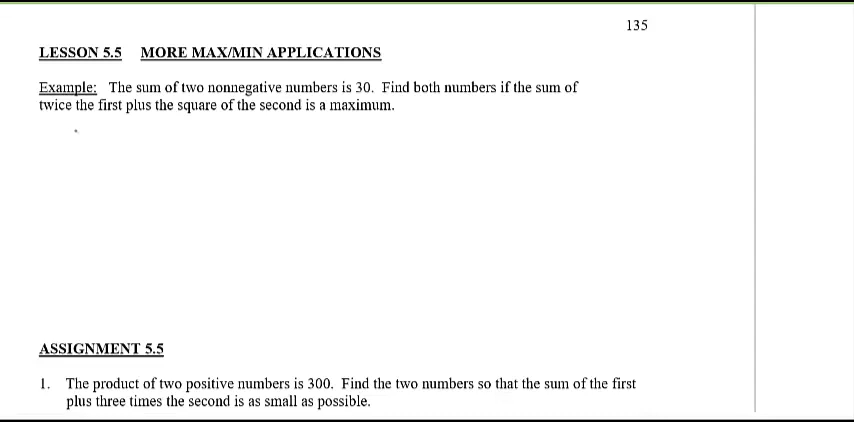 135
LESSON 5.5 MORE MAX/MIN APPLICATIONS
Example: The sum of two nonnegative numbers is 30. Find both numbers if the sum of
twice the first plus the square of the second is a maximum.
ASSIGNMENT 5.5
1. The product of two positive numbers is 300. Find the two numbers so that the sum of the first
plus three times the second is as small as possible.